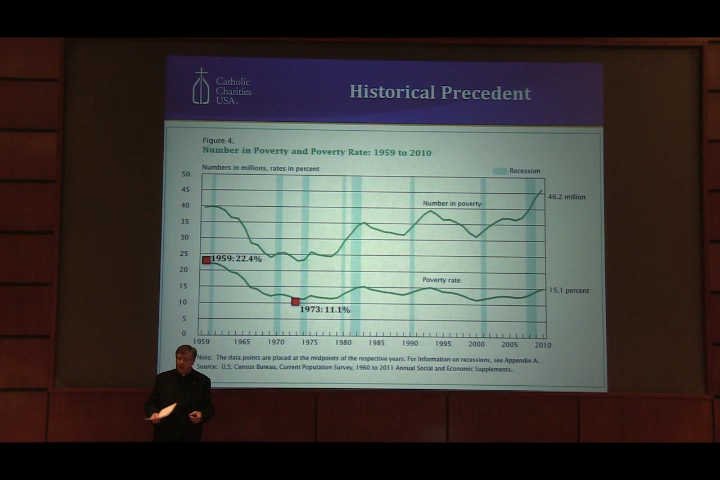 Catholic
Charities
USA.
Historical Precedent
Figure 4.
Number in Poverty and Poverty Rate: 1959 to 2010
Numbers in millions, rates in percent
Recession
50
45
40
35
30
25
20
15
10
5
0
Number in poverty
46.2 million
1959: 22.4%
Poverty rate
15.1 percent
1973: 11.1%
1959 1965 1970 1975 1980 1985 1990 1995 2000 2005 2010
Note: The data points are placed at the midpoints of the respective years. For information on recessions, see Appendix A.
Source: U.S. Census Bureau, Current Population Survey, 1960 to 2011 Annual Social and Economic Supplements.